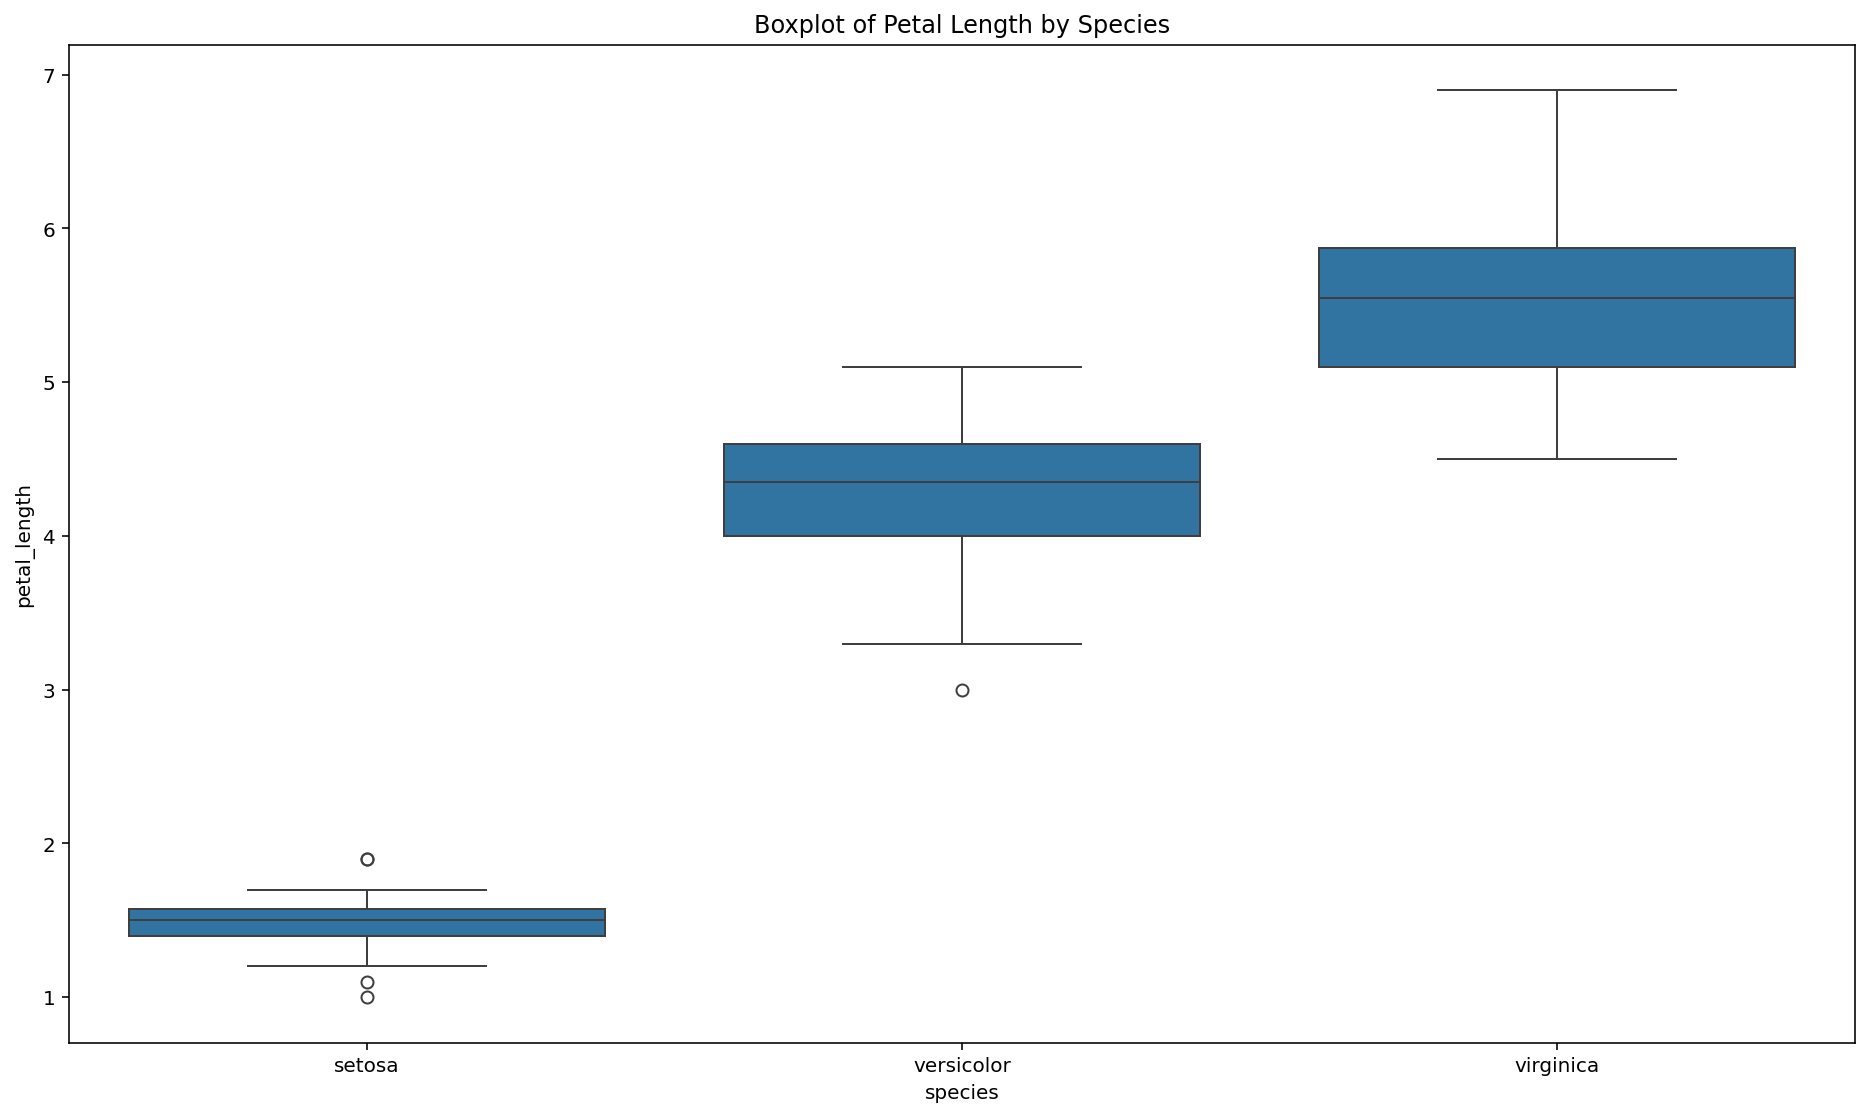 Boxplot of Petal Length by Species
7
6
5
4
3
2
1
petal_length
setosa
versicolor
virginica
species